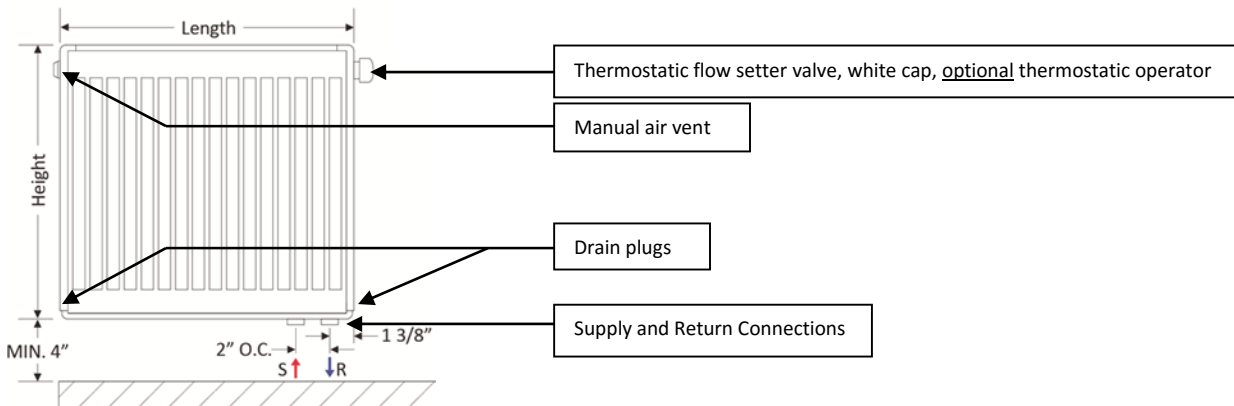 Length
Thermostatic flow setter valve, white cap, optional thermostatic operator
Manual air vent
Height
Drain plugs
Supply and Return Connections
1 3/8"
MIN. 4"
2" O.C.
S R